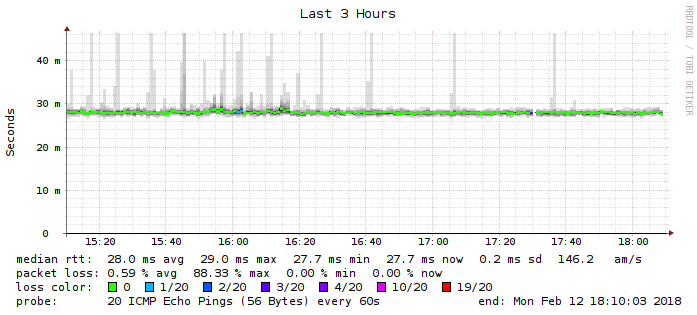 Last 3 Hours
RRDTOOL / TOBI OETIKER
Seconds
40 m
30 m
20 m
10 m
0
15:20 15:40 16:00 16:20 16:40 17:00 17:20 17:40 18:00
median rtt: 28.0 ms avg 29.0 ms max 27.7 ms min 27.7 ms now 0.2 ms sd 146.2 am/s
packet loss: 0.59 % avg 88.33 % max 0.00 % min 0.00 % now
loss color: 0 1/20 2/20 3/20 4/20 10/20 19/20
probe: 20 ICMP Echo Pings (56 Bytes) every 60s end: Mon Feb 12 18:10:03 2018